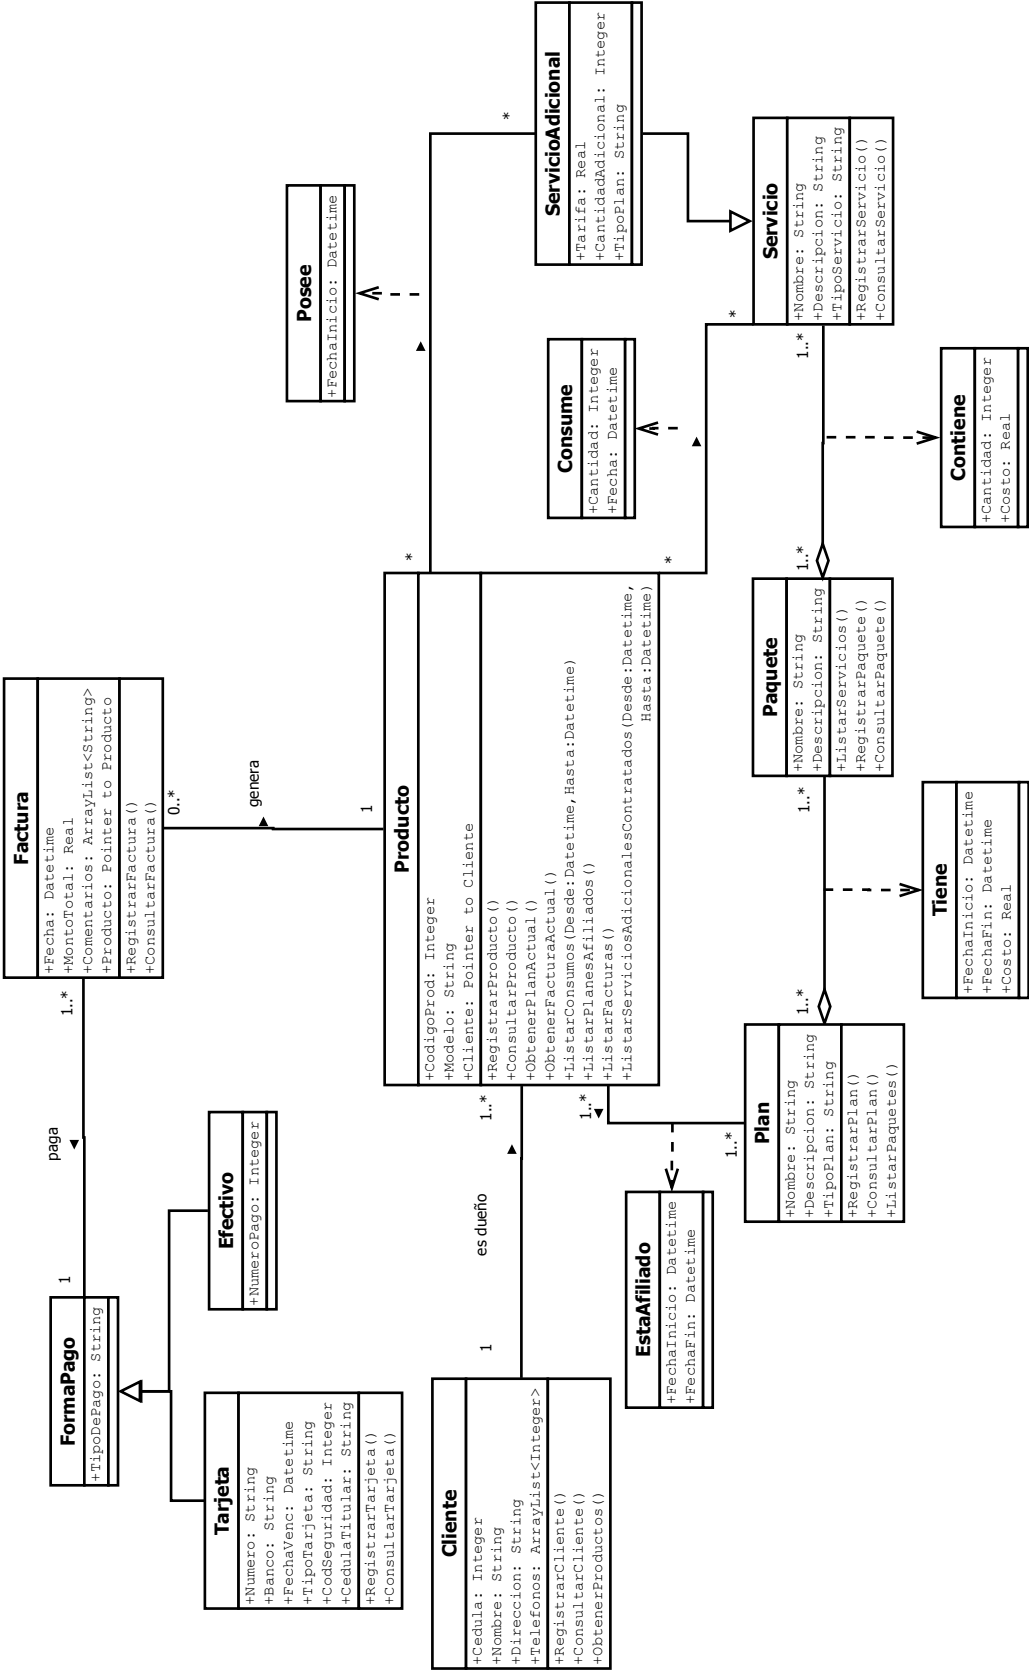 FormaPago
+TipoDePago: String
1
paga
1..*
Factura
+Fecha: Datetime
+MontoTotal: Real
+Comentarios: ArrayList<String>
+Producto: Pointer to Producto
+RegistrarFactura()
+ConsultarFactura()
Tarjeta
+Numero: String
+Banco: String
+FechaVenc: Datetime
+TipoTarjeta: String
+CodSeguridad: Integer
+CedulaTitular: String
+RegistrarTarjeta()
+ConsultarTarjeta()
Efectivo
+NumeroPago: Integer
0..*
genera
1
Posee
+FechaInicio: Datetime
Cliente
+Cedula: Integer
+Nombre: String
+Direccion: String
+Telefonos: ArrayList<Integer>
+RegistrarCliente()
+ConsultarCliente()
+ObtenerProductos()
1
es dueño
1..*
Producto
+CodigoProd: Integer
+Modelo: String
+Cliente: Pointer to Cliente
+RegistrarProducto()
+ConsultarProducto()
+ObtenerPlanActual()
+ObtenerFacturaActual()
+ListarConsumos(Desde:Datetime,Hasta:Datetime)
+ListarPlanesAfiliados()
+ListarFacturas()
+ListarServiciosAdicionalesContratados(Desde:Datetime,
Hasta:Datetime)
*
*
ServicioAdicional
+Tarifa: Real
+CantidadAdicional: Integer
+TipoPlan: String
Consume
+Cantidad: Integer
+Fecha: Datetime
*
*
1..*
1..*
EstaAfiliado
+FechaInicio: Datetime
+FechaFin: Datetime
Plan
+Nombre: String
+Descripcion: String
+TipoPlan: String
+RegistrarPlan()
+ConsultarPlan()
+ListarPaquetes()
1..*
1..*
Paquete
+Nombre: String
+Descripcion: String
+ListarServicios()
+RegistrarPaquete()
+ConsultarPaquete()
1..*
1..*
Servicio
+Nombre: String
+Descripcion: String
+TipoServicio: String
+RegistrarServicio()
+ConsultarServicio()
Tiene
+FechaInicio: Datetime
+FechaFin: Datetime
+Costo: Real
Contiene
+Cantidad: Integer
+Costo: Real